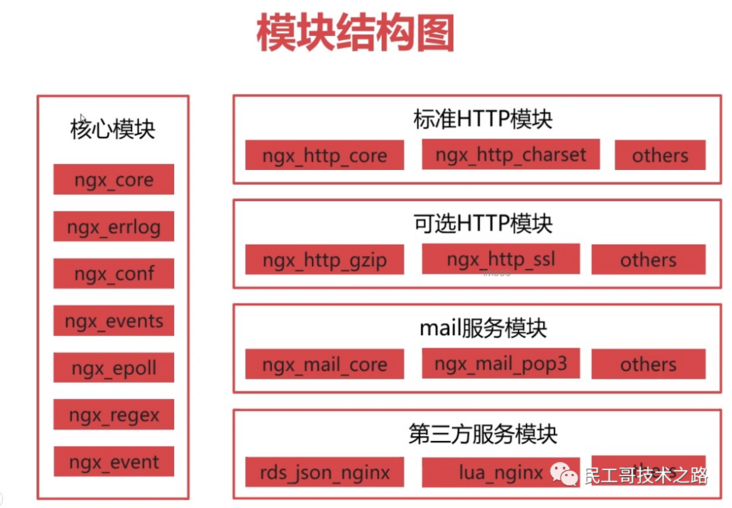 模块结构图
核心模块
ngx_core
ngx_errlog
ngx_conf
ngx_events
ngx_epoll
ngx_regex
ngx_event
标准HTTP模块
ngx_http_core ngx_http_charset others
可选HTTP模块
ngx_http_gzip ngx_http_ssl others
mail服务模块
ngx_mail_core ngx_mail_pop3 others
第三方服务模块
rds_json_nginx lua_nginx others
民工哥技术之路